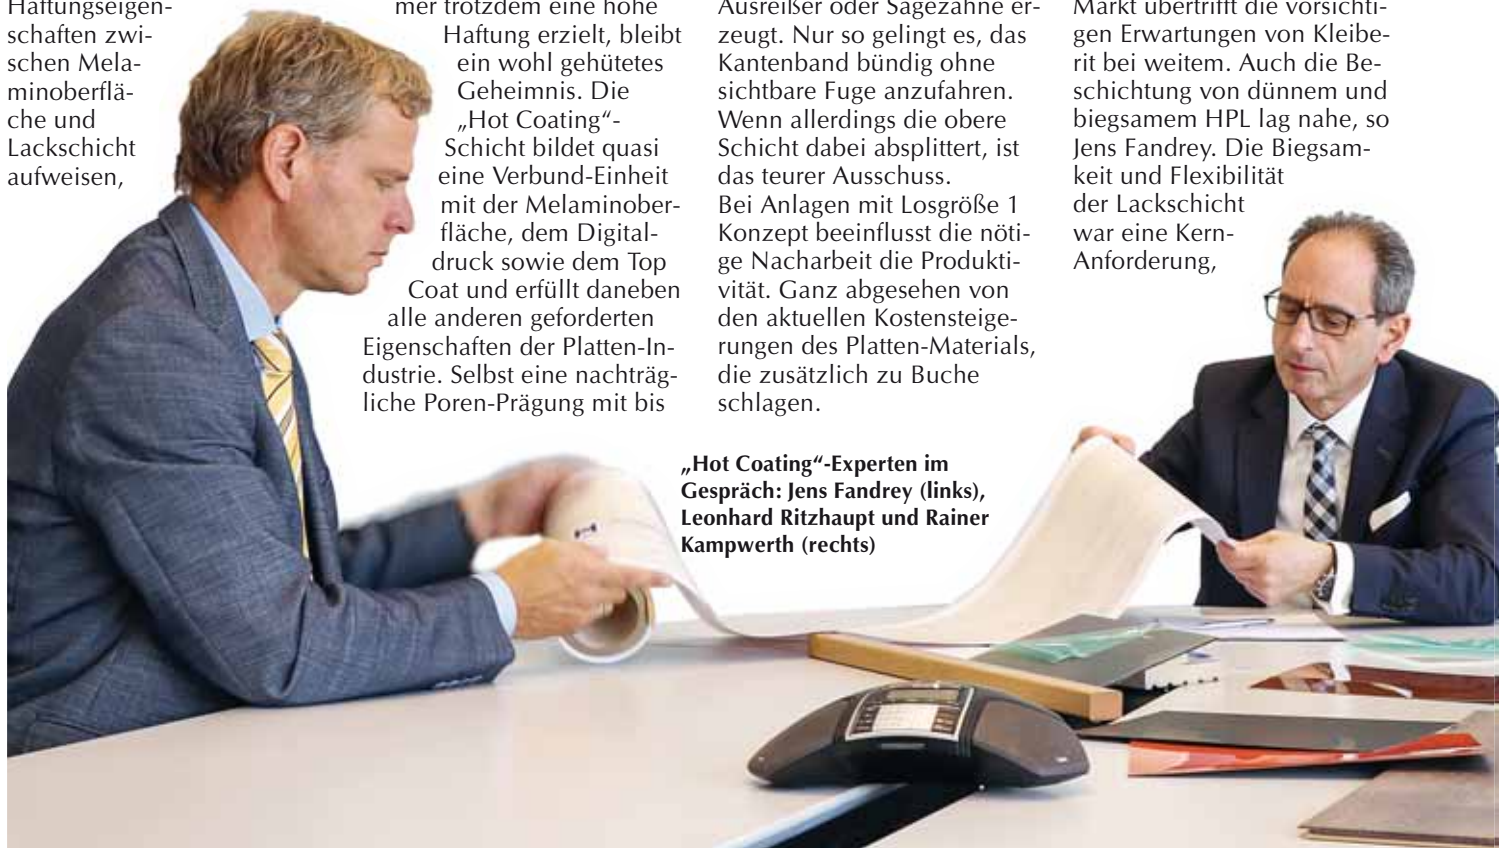 Haftungseigen-
schaften zwi-
schen Mela-
minoberflä-
che und
Lackschicht
aufweisen,
mer trotzdem eine hohe
Haftung erzielt, bleibt
ein wohl gehütetes
Geheimnis. Die
„Hot Coating“-
Schicht bildet quasi
eine Verbund-Einheit
mit der Melaminober-
fläche, dem Digital-
druck sowie dem Top
Coat und erfüllt daneben
alle anderen geforderten
Eigenschaften der Platten-In-
dustrie. Selbst eine nachträg-
liche Poren-Prägung mit bis
Ausreißer oder Sägezähne er-
zeugt. Nur so gelingt es, das
Kantenband bündig ohne
sichtbare Fuge anzufahren.
Wenn allerdings die obere
Schicht dabei absplittert, ist
das teurer Ausschuss.
Bei Anlagen mit Losgröße 1
Konzept beeinflusst die nöti-
ge Nacharbeit die Produkti-
vität. Ganz abgesehen von
den aktuellen Kostensteige-
rungen des Platten-Materials,
die zusätzlich zu Buche
schlagen.
Markt übertrifft die vorsichti-
gen Erwartungen von Kleibe-
rit bei weitem. Auch die Be-
schichtung von dünnem und
biegsamem HPL lag nahe, so
Jens Fandrey. Die Biegsam-
keit und Flexibilität
der Lackschicht
war eine Kern-
Anforderung,
„Hot Coating“-Experten im
Gespräch: Jens Fandrey (links),
Leonhard Ritzhaupt und Rainer
Kampwerth (rechts)